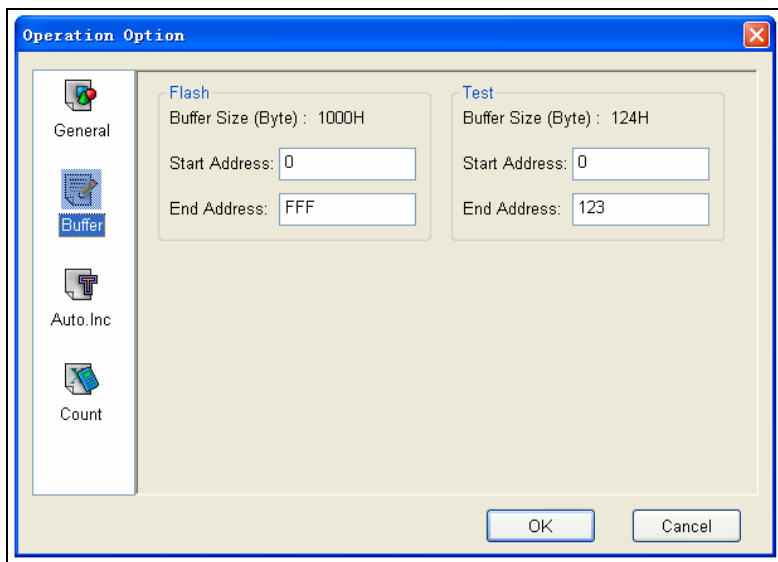 Operation Option
General
Buffer
Auto.Inc
Count
Flash
Buffer Size (Byte) : 1000H
Start Address: 0
End Address: FFF
Test
Buffer Size (Byte) : 124H
Start Address: 0
End Address: 123
OK
Cancel